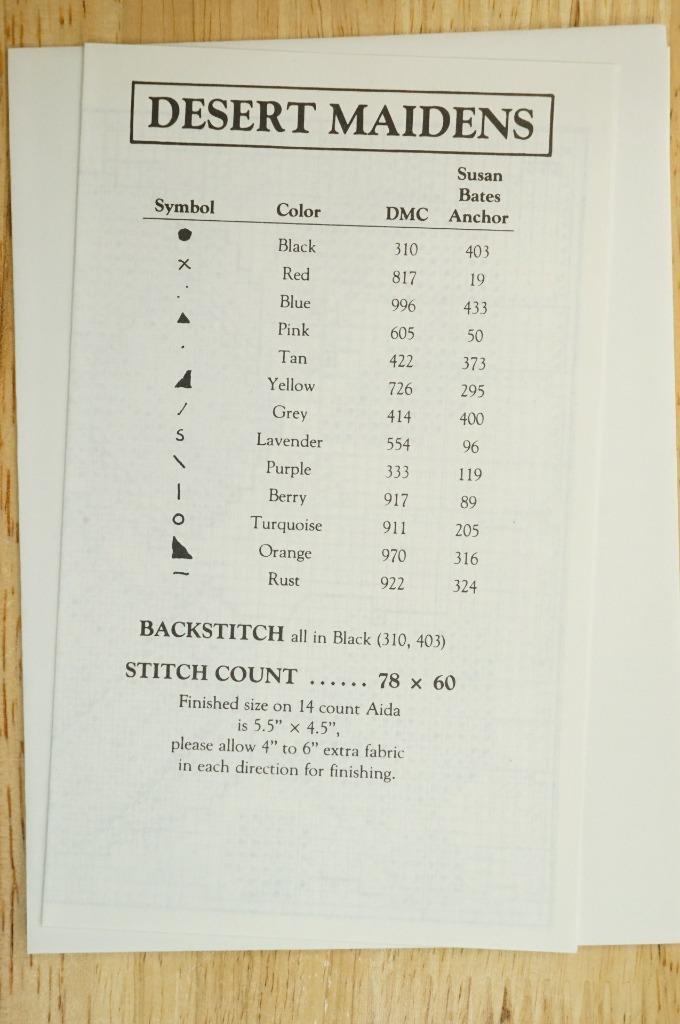 DESERT MAIDENS
Susan
Bates
Symbol Color DMC Anchor
● Black 310 403
x Red 817 19
· Blue 996 433
▲ Pink 605 50
· Tan 422 373
◢ Yellow 726 295
/ Grey 414 400
S Lavender 554 96
\ Purple 333 119
| Berry 917 89
o Turquoise 911 205
◣ Orange 970 316
— Rust 922 324
BACKSTITCH all in Black (310, 403)
STITCH COUNT ...... 78 × 60
Finished size on 14 count Aida
is 5.5" × 4.5",
please allow 4" to 6" extra fabric
in each direction for finishing.